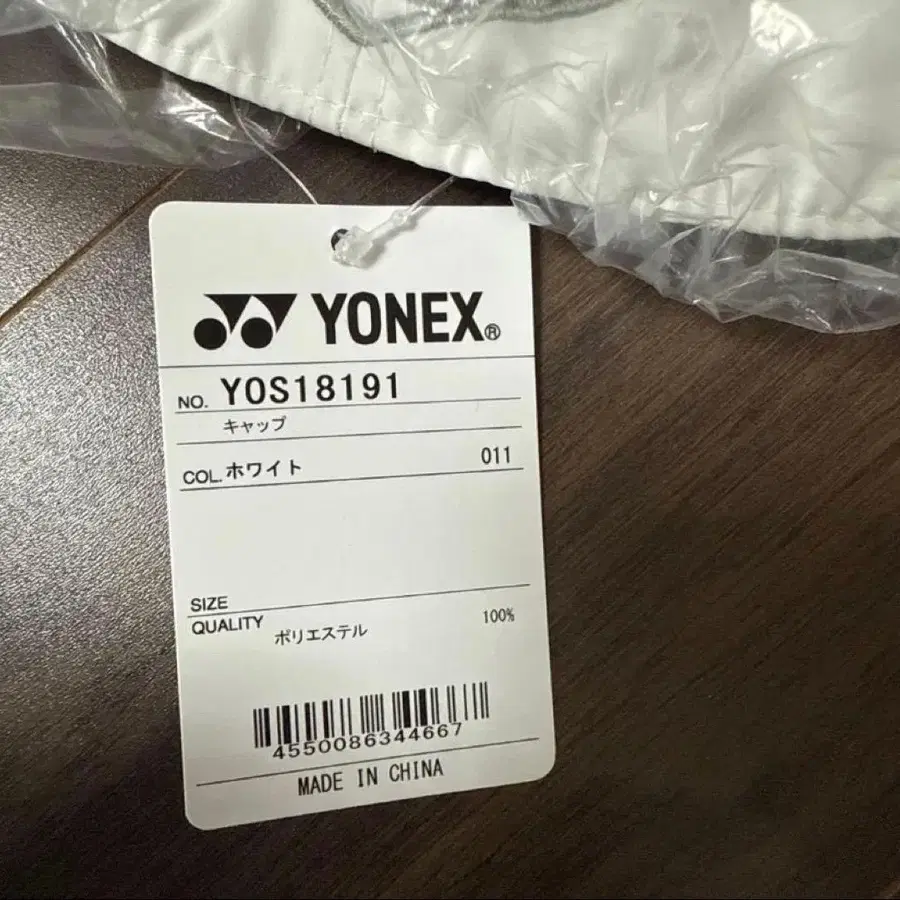 YONEX®
NO. YOS18191
キャップ
COL. ホワイト 011
SIZE
QUALITY
ポリエステル 100%
4550086344667
MADE IN CHINA